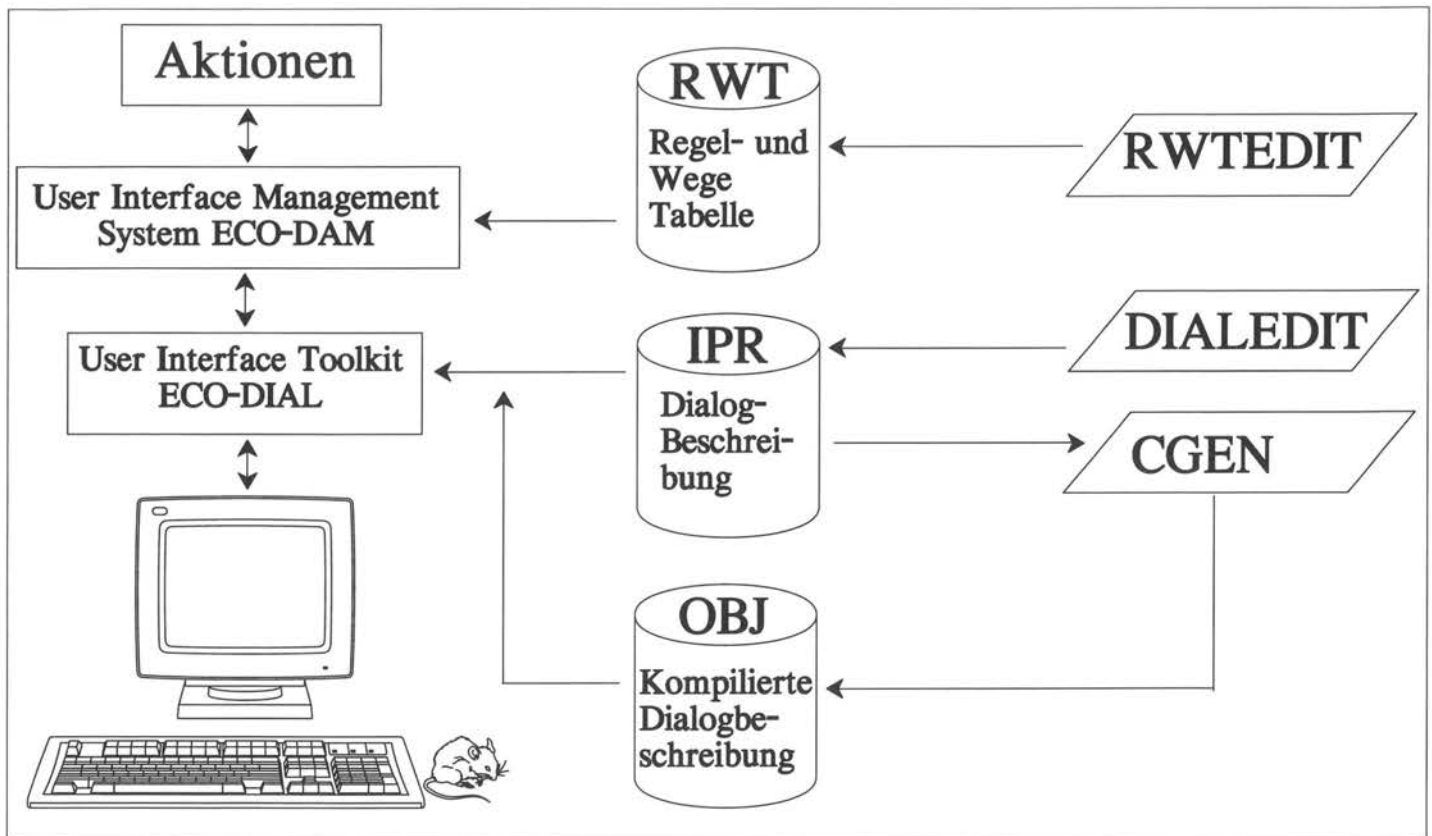 Aktionen
User Interface Management
System ECO-DAM
User Interface Toolkit
ECO-DIAL
RWT
Regel- und
Wege
Tabelle
IPR
Dialog-
Beschrei-
bung
OBJ
Kompilierte
Dialogbe-
schreibung
RWTEDIT
DIALEDIT
CGEN